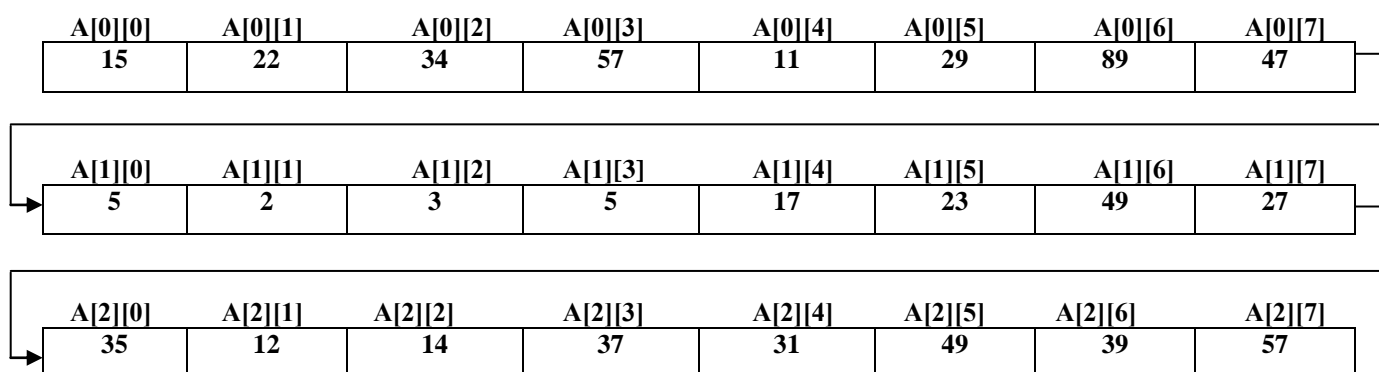 A[0][0] A[0][1] A[0][2] A[0][3] A[0][4] A[0][5] A[0][6] A[0][7]
15 22 34 57 11 29 89 47
A[1][0] A[1][1] A[1][2] A[1][3] A[1][4] A[1][5] A[1][6] A[1][7]
5 2 3 5 17 23 49 27
A[2][0] A[2][1] A[2][2] A[2][3] A[2][4] A[2][5] A[2][6] A[2][7]
35 12 14 37 31 49 39 57